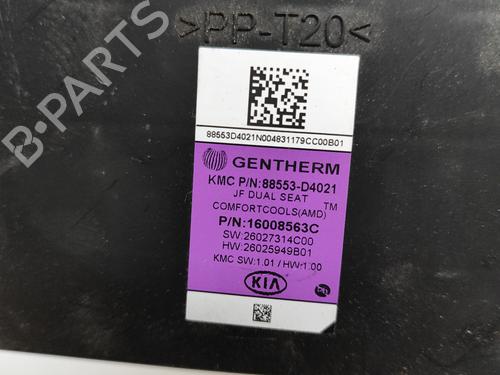 >PP-T20<
88553D4021N004831179CC00B01
GENTHERM
KMC P/N:88553-D4021
JF DUAL SEAT
COMFORTCOOLS(AMD) ™
P/N:16008563C
SW:26027314C00
HW:26025949B01
KMC SW:1.01 / HW:1.00
KIA
B-PARTS